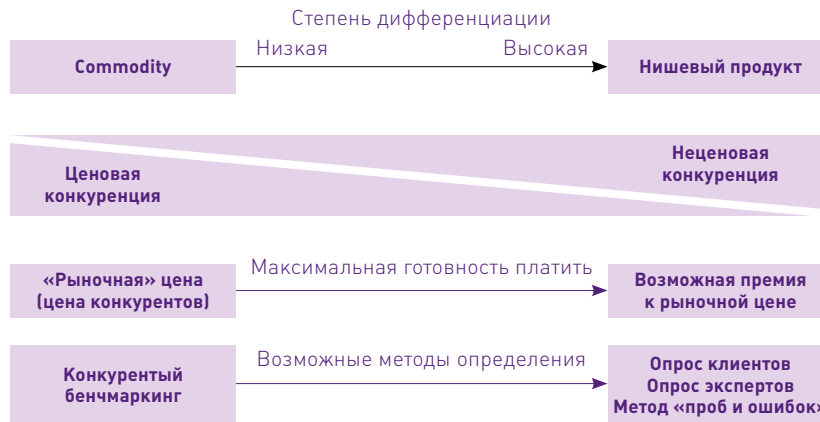 Степень дифференциации
Низкая Высокая
Commodity Нишевый продукт
Ценовая
конкуренция
Неценовая
конкуренция
«Рыночная» цена
(цена конкурентов)
Максимальная готовность платить
Возможная премия
к рыночной цене
Конкурентый
бенчмаркинг
Возможные методы определения
Опрос клиентов
Опрос экспертов
Метод «проб и ошибок»